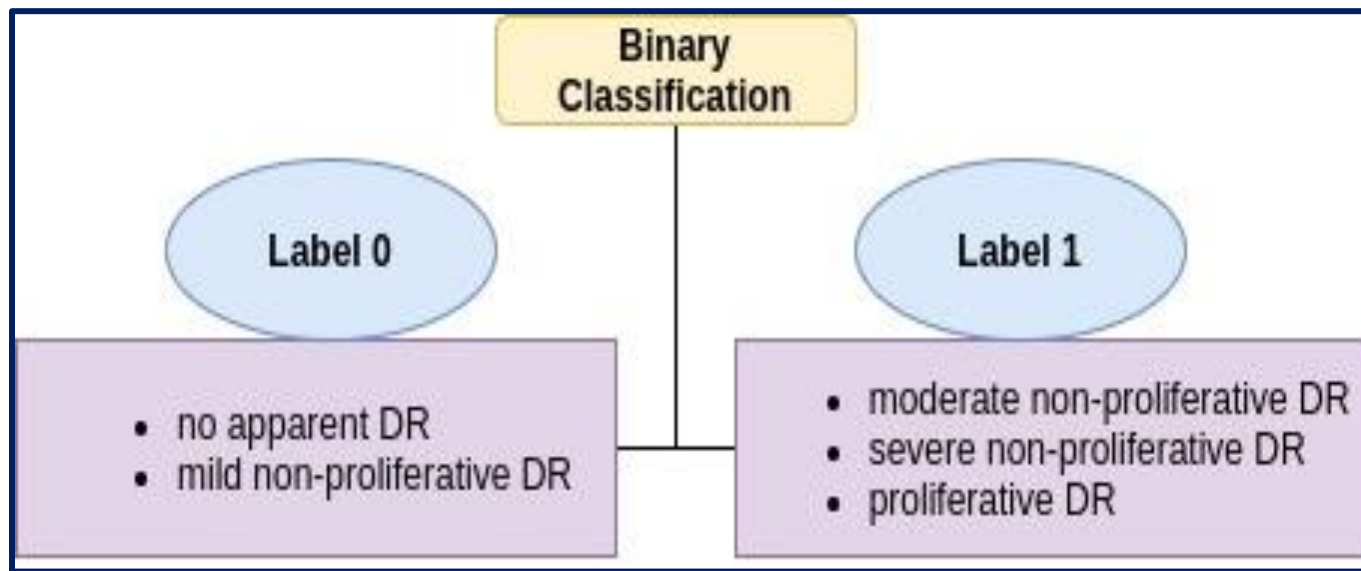 Binary
Classification
Label 0
• no apparent DR
• mild non-proliferative DR
Label 1
• moderate non-proliferative DR
• severe non-proliferative DR
• proliferative DR